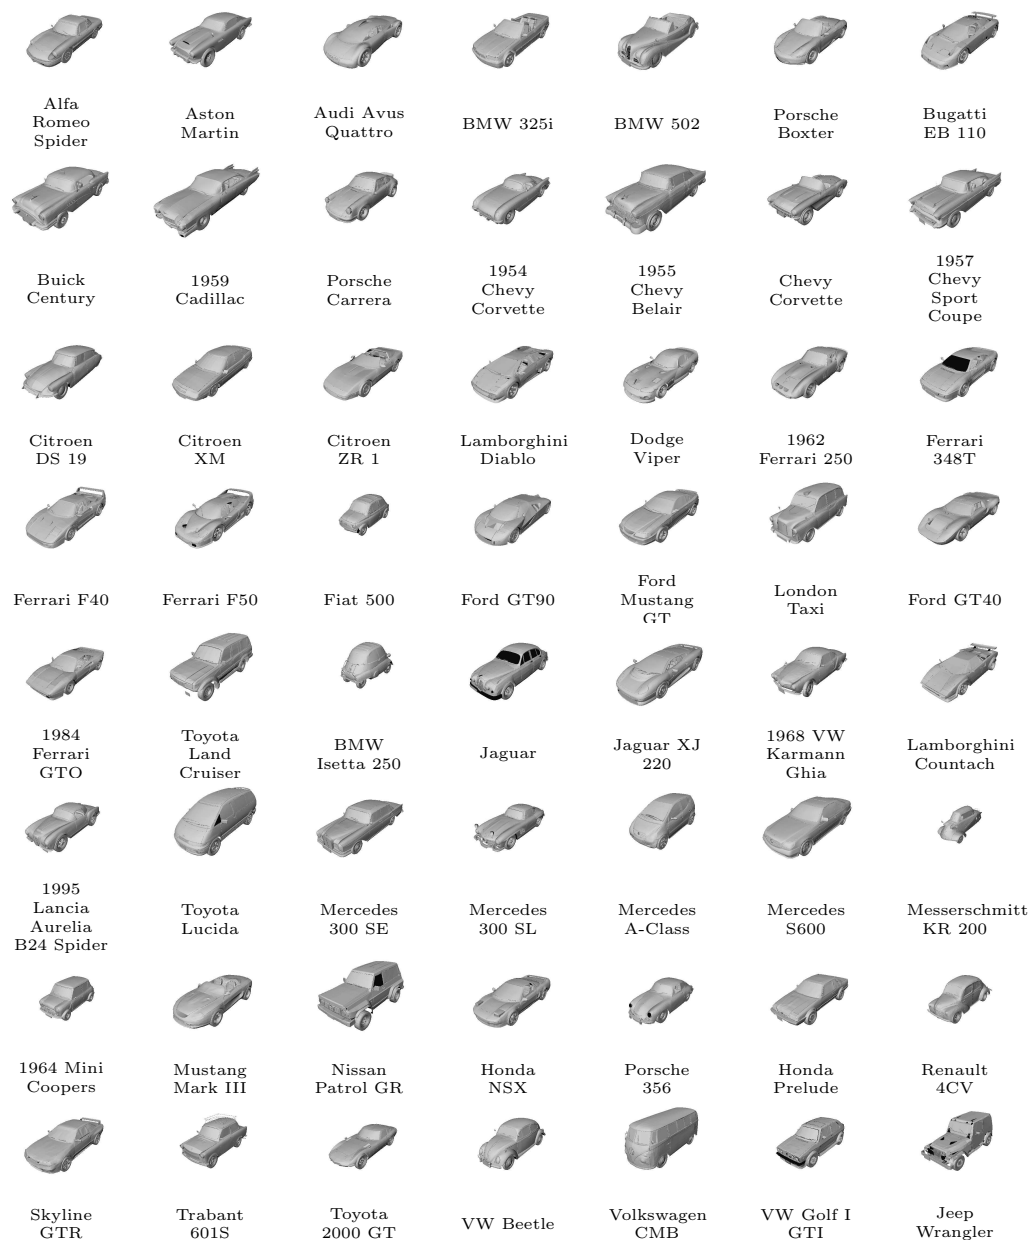 Alfa
Romeo
Spider
Aston
Martin
Audi Avus
Quattro
BMW 325i
BMW 502
Porsche
Boxter
Bugatti
EB 110
Buick
Century
1959
Cadillac
Porsche
Carrera
1954
Chevy
Corvette
1955
Chevy
Belair
Chevy
Corvette
1957
Chevy
Sport
Coupe
Citroen
DS 19
Citroen
XM
Citroen
ZR 1
Lamborghini
Diablo
Dodge
Viper
1962
Ferrari 250
Ferrari
348T
Ferrari F40
Ferrari F50
Fiat 500
Ford GT90
Ford
Mustang
GT
London
Taxi
Ford GT40
1984
Ferrari
GTO
Toyota
Land
Cruiser
BMW
Isetta 250
Jaguar
Jaguar XJ
220
1968 VW
Karmann
Ghia
Lamborghini
Countach
1995
Lancia
Aurelia
B24 Spider
Toyota
Lucida
Mercedes
300 SE
Mercedes
300 SL
Mercedes
A-Class
Mercedes
S600
Messerschmitt
KR 200
1964 Mini
Coopers
Mustang
Mark III
Nissan
Patrol GR
Honda
NSX
Porsche
356
Honda
Prelude
Renault
4CV
Skyline
GTR
Trabant
601S
Toyota
2000 GT
VW Beetle
Volkswagen
CMB
VW Golf I
GTI
Jeep
Wrangler